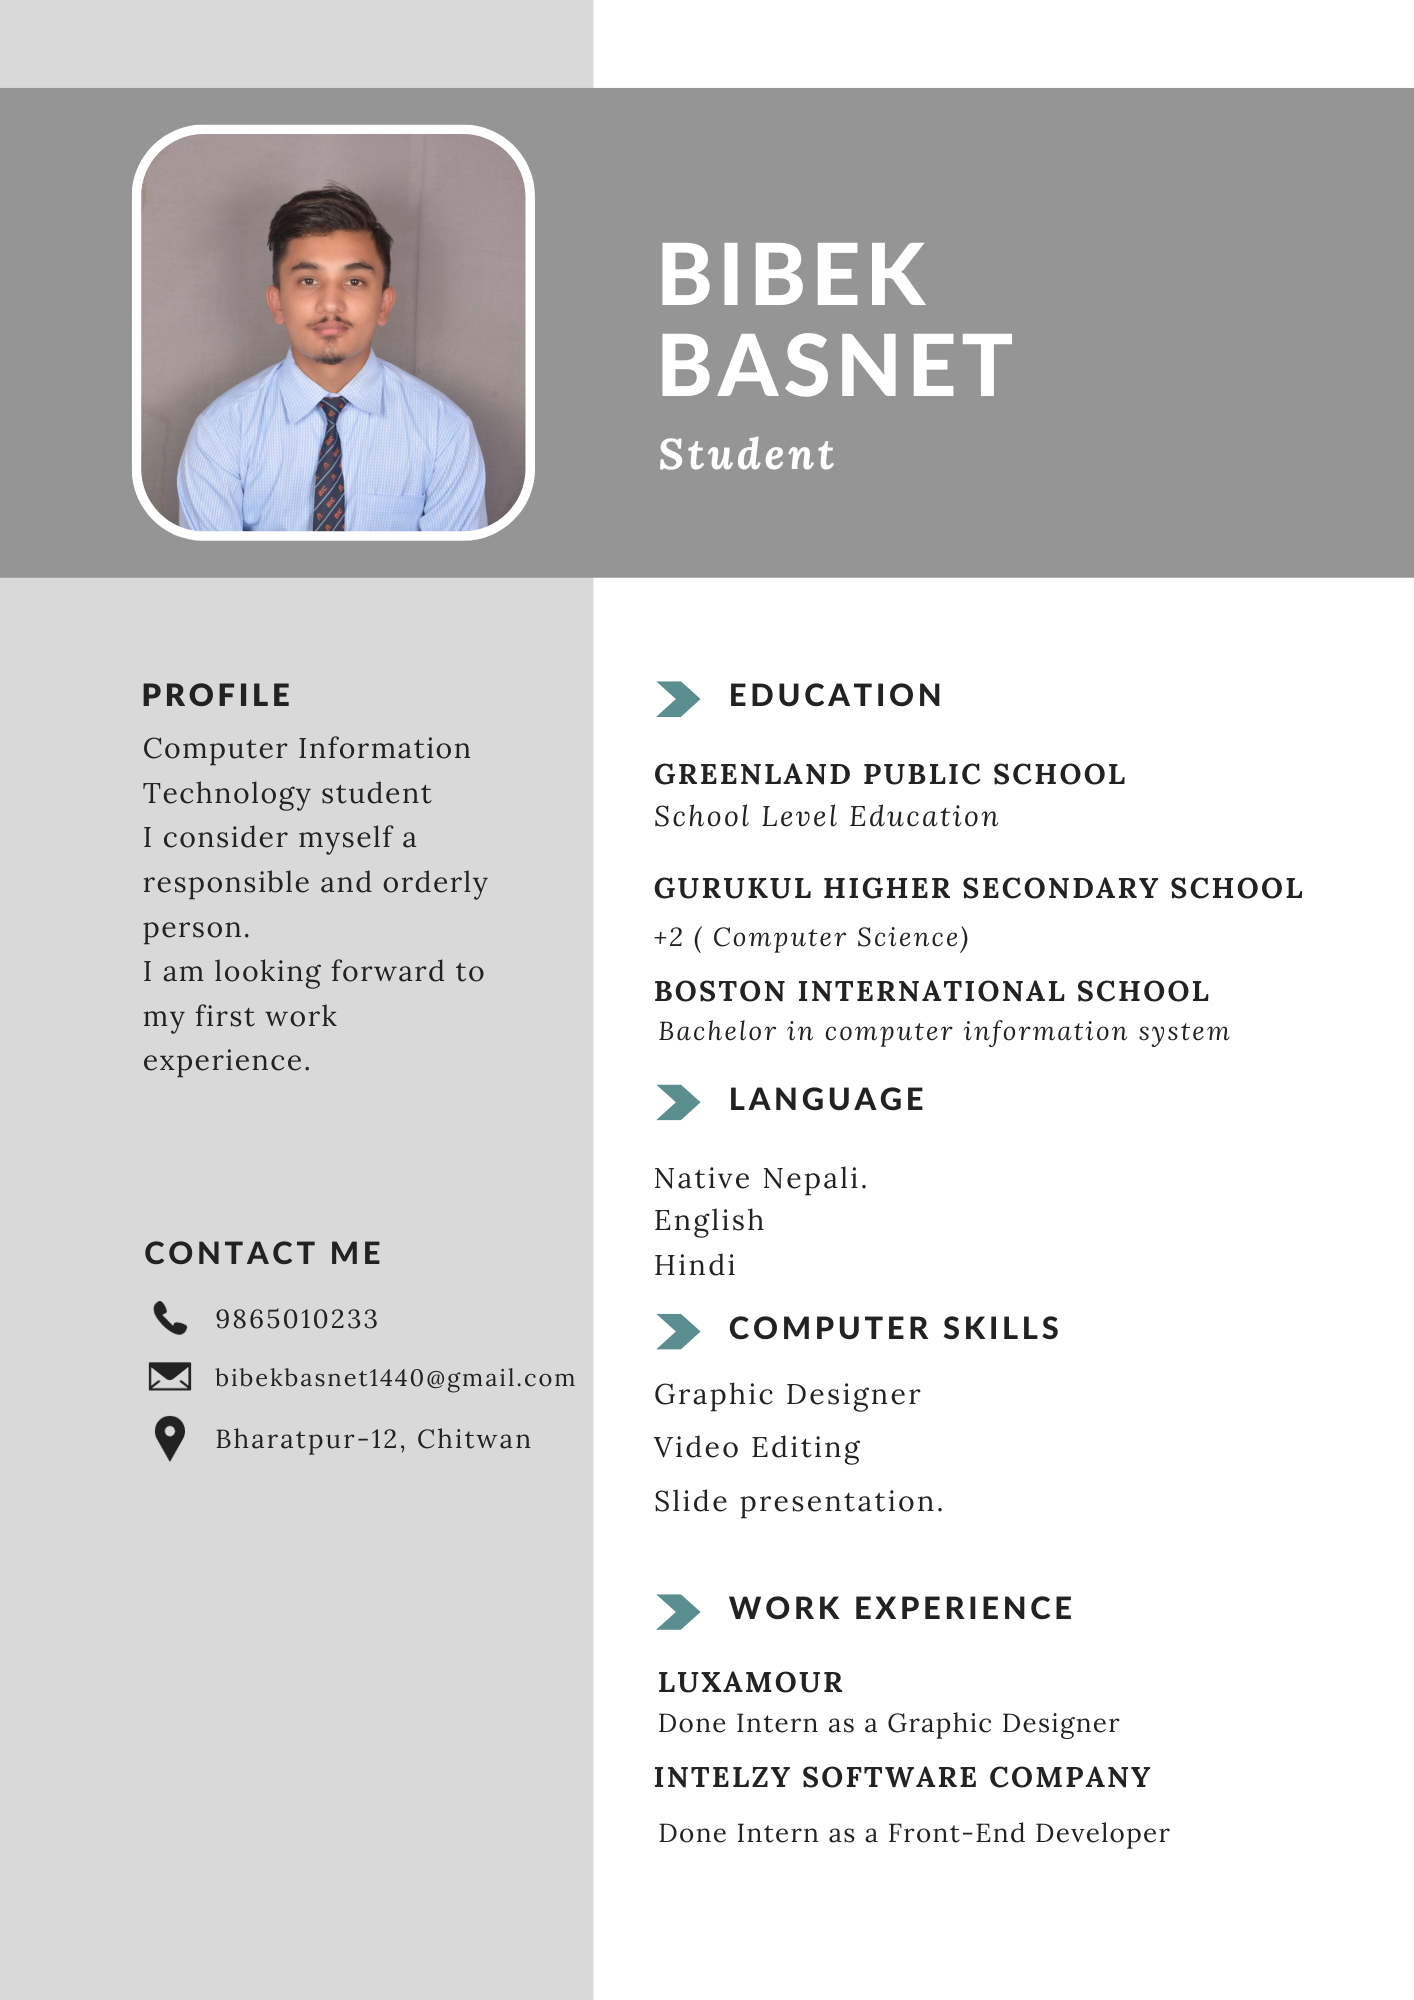 BIBEK
BASNET
Student
PROFILE
Computer Information
Technology student
I consider myself a
responsible and orderly
person.
I am looking forward to
my first work
experience.
CONTACT ME
9865010233
bibekbasnet1440@gmail.com
Bharatpur-12, Chitwan
EDUCATION
GREENLAND PUBLIC SCHOOL
School Level Education
GURUKUL HIGHER SECONDARY SCHOOL
+2 ( Computer Science)
BOSTON INTERNATIONAL SCHOOL
Bachelor in computer information system
LANGUAGE
Native Nepali.
English
Hindi
COMPUTER SKILLS
Graphic Designer
Video Editing
Slide presentation.
WORK EXPERIENCE
LUXAMOUR
Done Intern as a Graphic Designer
INTELZY SOFTWARE COMPANY
Done Intern as a Front-End Developer